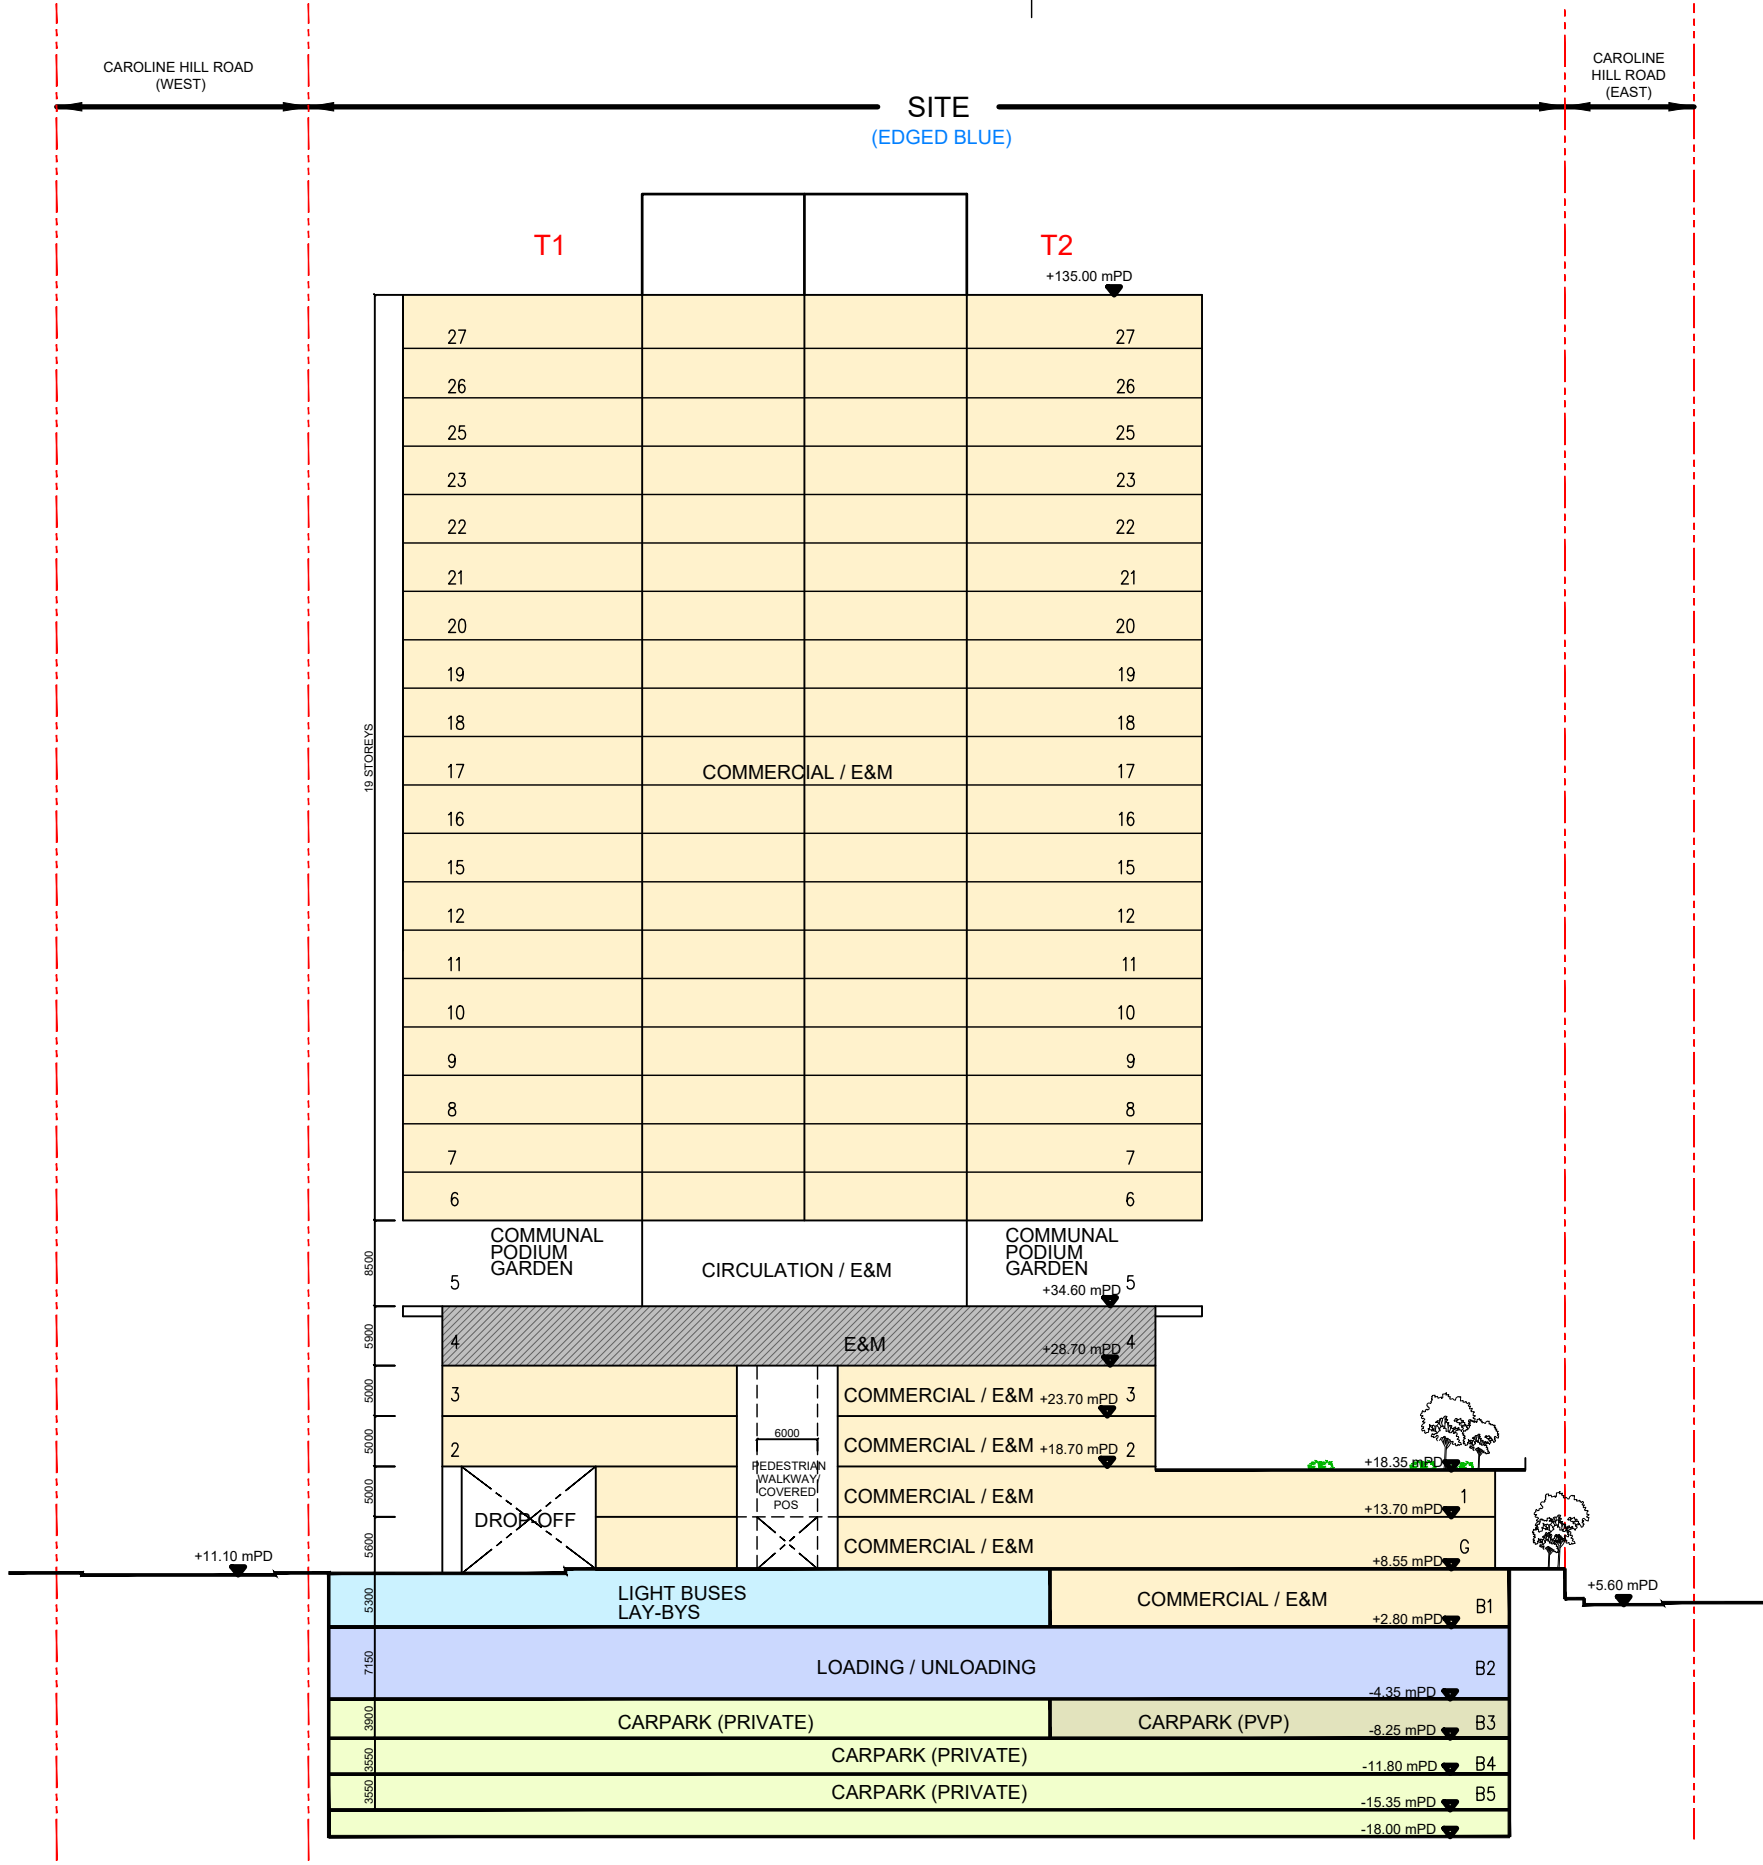 CAROLINE HILL ROAD
(WEST)
SITE
(EDGED BLUE)
CAROLINE
HILL ROAD
(EAST)
T1
T2
+135.00 mPD
27
27
26
26
25
25
23
23
22
22
21
21
20
20
19
19
18
18
19 STOREYS
17
COMMERCIAL / E&M
17
16
16
15
15
12
12
11
11
10
10
9
9
8
8
7
7
6
6
8500
COMMUNAL
PODIUM
GARDEN
5
CIRCULATION / E&M
COMMUNAL
PODIUM
GARDEN
5
+34.60 mPD
5900
4
E&M
4
+28.70 mPD
5000
3
COMMERCIAL / E&M
+23.70 mPD
3
5000
2
6000
COMMERCIAL / E&M
+18.70 mPD
2
PEDESTRIAN
WALKWAY/
COVERED
POS
+18.35 mPD
5000
DROP-OFF
COMMERCIAL / E&M
1
+13.70 mPD
5600
COMMERCIAL / E&M
G
+8.55 mPD
+11.10 mPD
+5.60 mPD
5300
LIGHT BUSES
LAY-BYS
COMMERCIAL / E&M
B1
+2.80 mPD
7150
LOADING / UNLOADING
B2
-4.35 mPD
3900
CARPARK (PRIVATE)
CARPARK (PVP)
-8.25 mPD
B3
3550
CARPARK (PRIVATE)
-11.80 mPD
B4
3550
CARPARK (PRIVATE)
B5
-15.35 mPD
-18.00 mPD